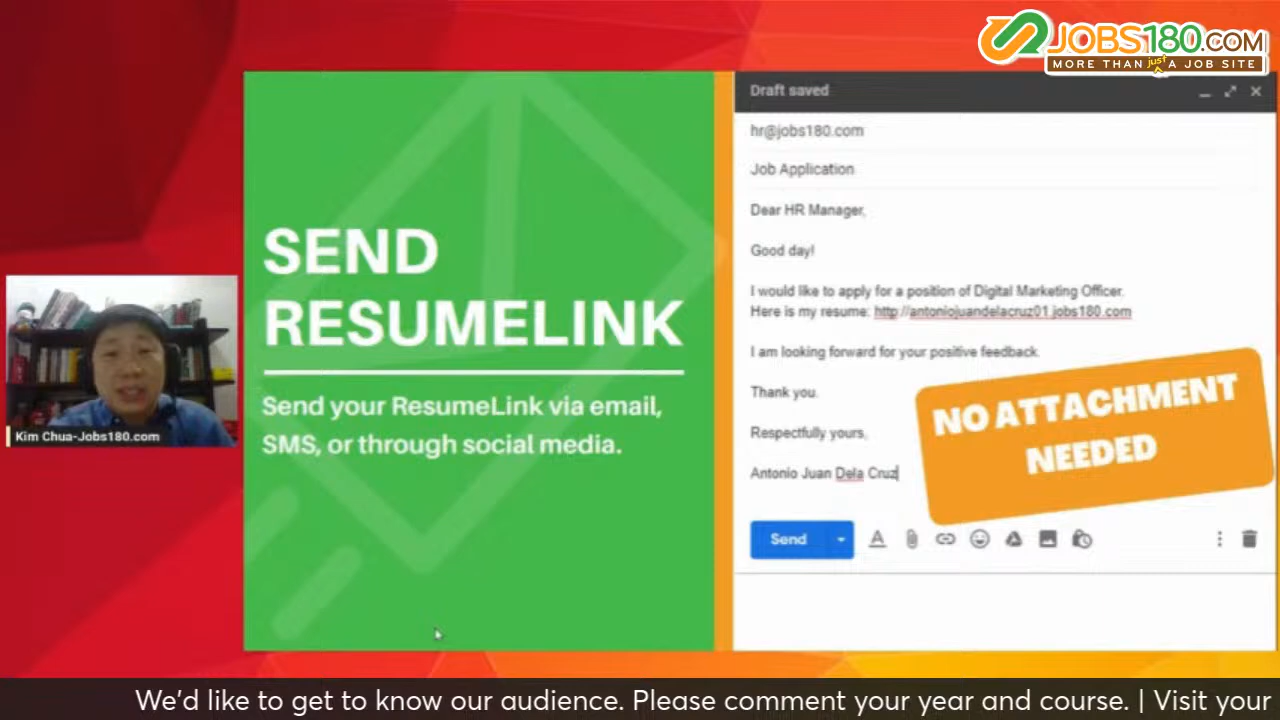 JOBS180.COM
MORE THAN just A JOB SITE
SEND
RESUMELINK
Send your ResumeLink via email,
SMS, or through social media.
Draft saved
hr@jobs180.com
Job Application
Dear HR Manager,
Good day!
I would like to apply for a position of Digital Marketing Officer.
Here is my resume: http://antoniojuandelacruz01.jobs180.com
I am looking forward for your positive feedback.
Thank you.
Respectfully yours,
Antonio Juan Dela Cruz
NO ATTACHMENT
NEEDED
Send
Kim Chua-Jobs180.com
We'd like to get to know our audience. Please comment your year and course. | Visit your